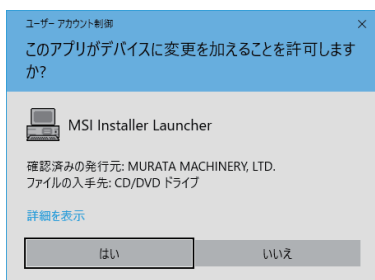 ユーザー アカウント制御
このアプリがデバイスに変更を加えることを許可します
か?
MSI Installer Launcher
確認済みの発行元: MURATA MACHINERY, LTD.
ファイルの入手先: CD/DVD ドライブ
詳細を表示
はい
いいえ